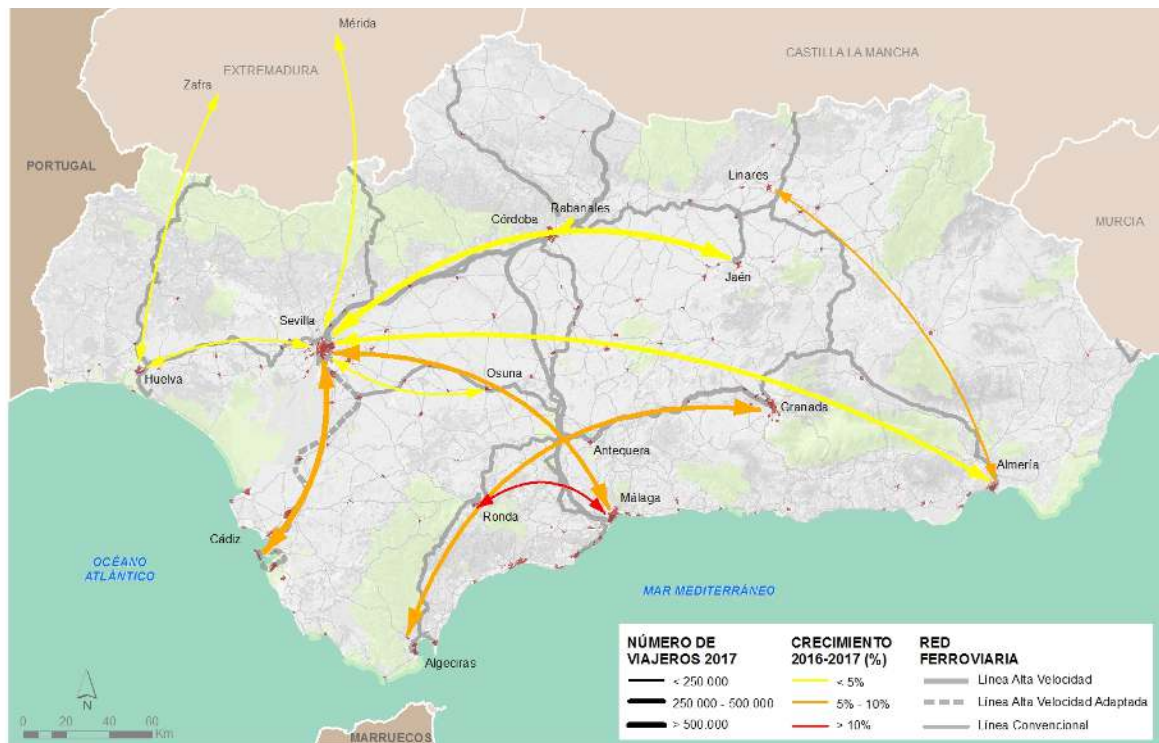 Mérida
EXTREMADURA
CASTILLA LA MANCHA
Zafra
PORTUGAL
Linares
Rabanales
Córdoba
MURCIA
Jaén
Sevilla
Huelva
Osuna
Granada
Antequera
Almería
Málaga
Ronda
Cádiz
OCÉANO
ATLÁNTICO
MAR MEDITERRÁNEO
Algeciras
NÚMERO DE
VIAJEROS 2017
< 250.000
250.000 - 500.000
> 500.000
CRECIMIENTO
2016-2017 (%)
< 5%
5% - 10%
> 10%
RED
FERROVIARIA
Línea Alta Velocidad
Línea Alta Velocidad Adaptada
Línea Convencional
N
0 20 40 60
Km
MARRUECOS